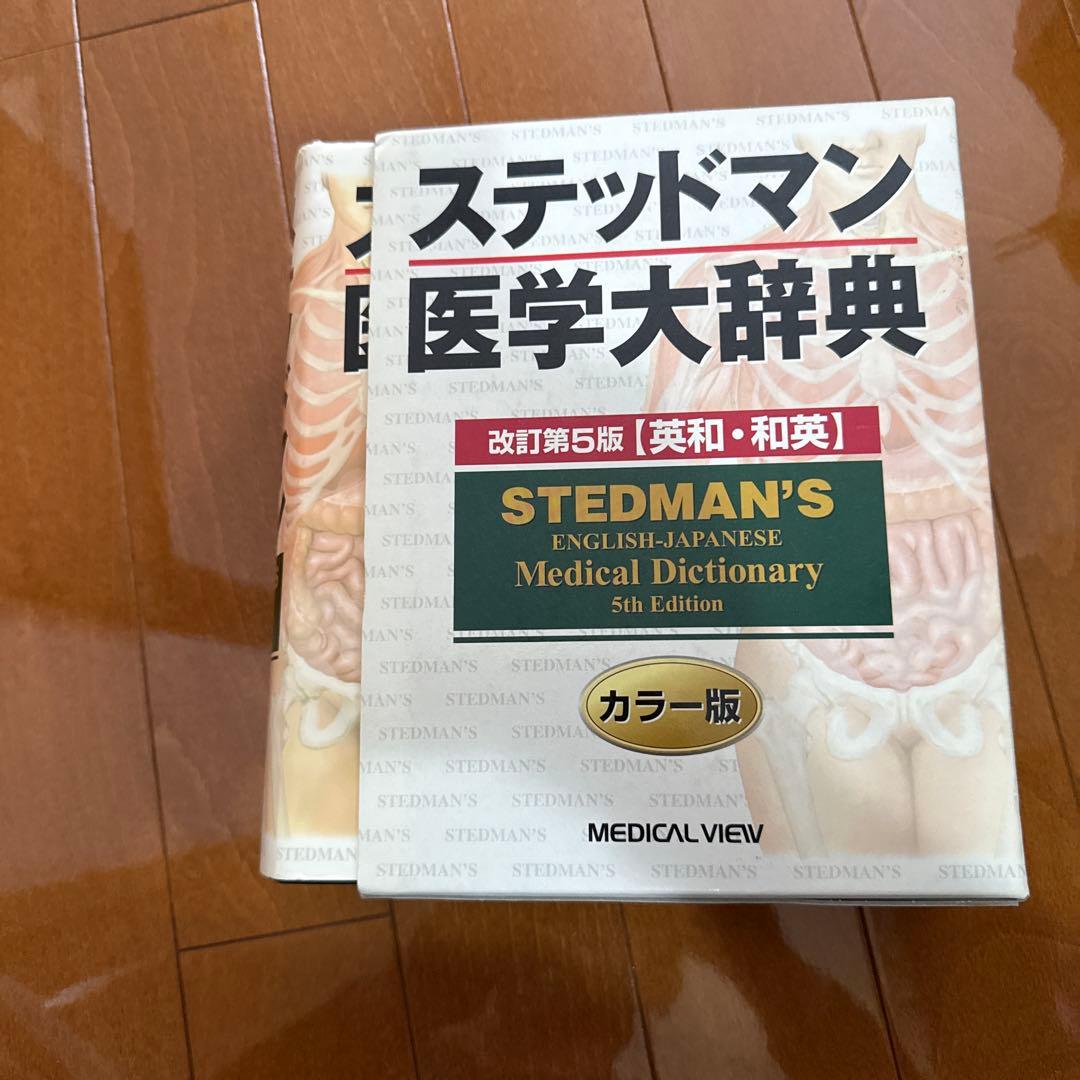 ステッドマン
医学大辞典
改訂第5版【英和・和英】
STEDMAN'S
ENGLISH-JAPANESE
Medical Dictionary
5th Edition
カラー版
MEDICAL VIEW